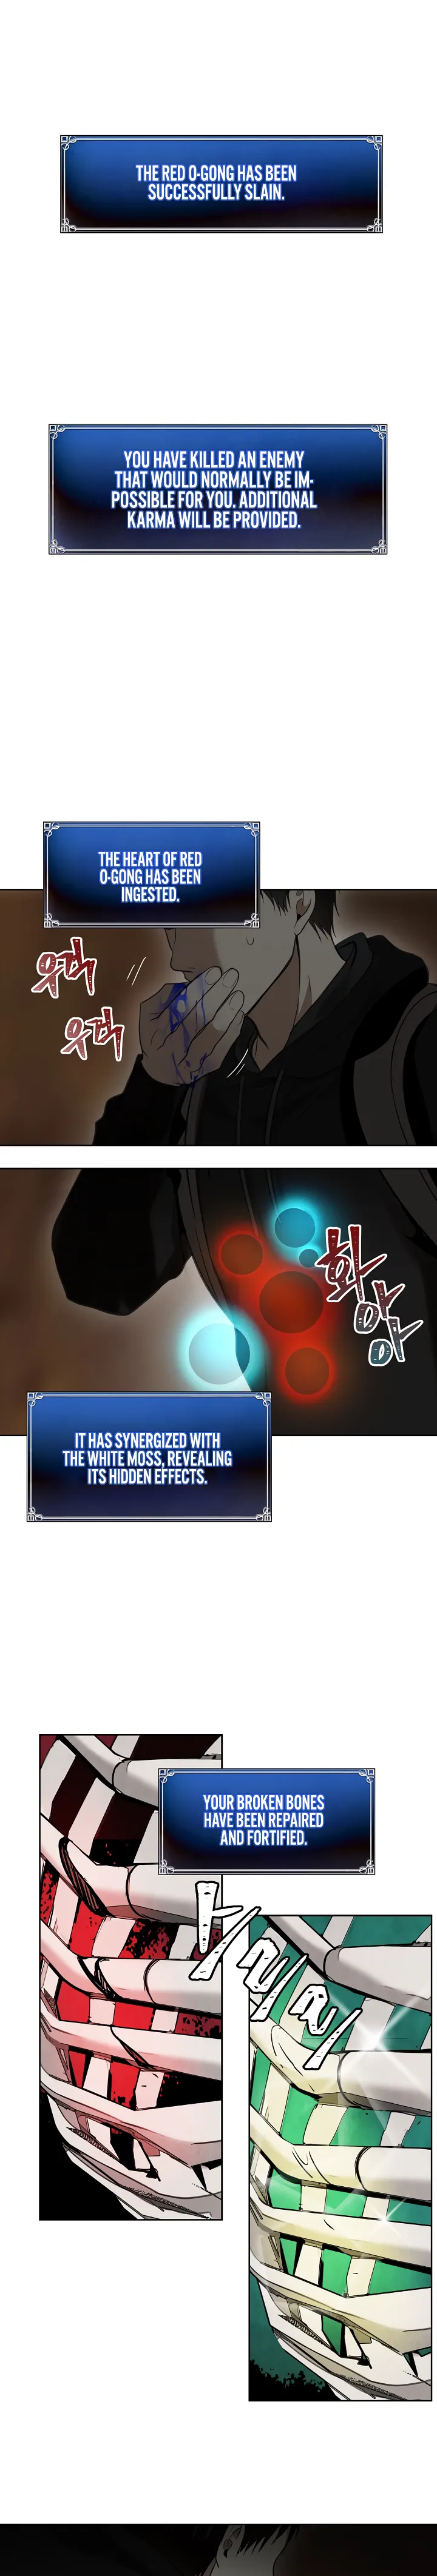 THE RED O-GONG HAS BEEN
SUCCESSFULLY SLAIN.
YOU HAVE KILLED AN ENEMY
THAT WOULD NORMALLY BE IM-
POSSIBLE FOR YOU. ADDITIONAL
KARMA WILL BE PROVIDED.
THE HEART OF RED
O-GONG HAS BEEN
INGESTED.
우걱
우걱
화아아
IT HAS SYNERGIZED WITH
THE WHITE MOSS, REVEALING
ITS HIDDEN EFFECTS.
YOUR BROKEN BONES
HAVE BEEN REPAIRED
AND FORTIFIED.